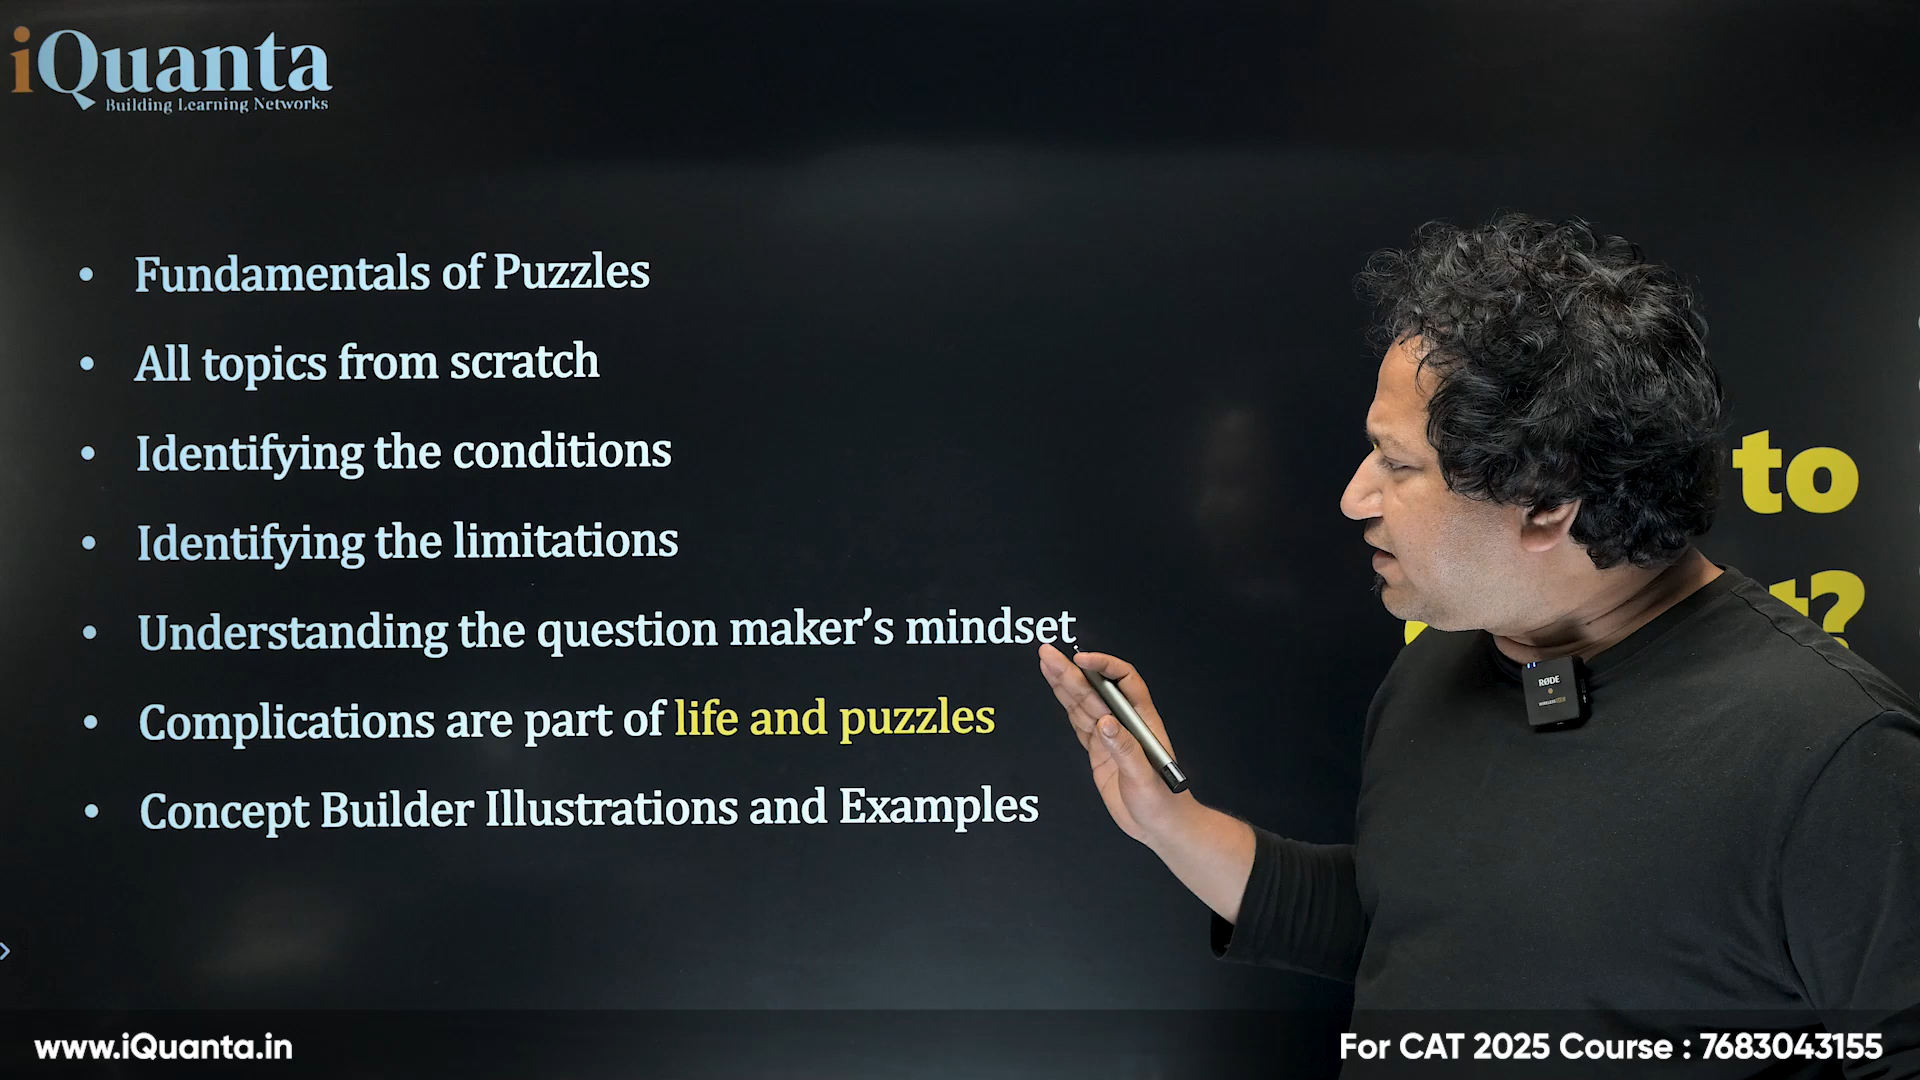 iQuanta
Building Learning Networks
• Fundamentals of Puzzles
• All topics from scratch
• Identifying the conditions
• Identifying the limitations
• Understanding the question maker’s mindset
• Complications are part of life and puzzles
• Concept Builder Illustrations and Examples
to
?
RØDE
www.iQuanta.in
For CAT 2025 Course : 7683043155